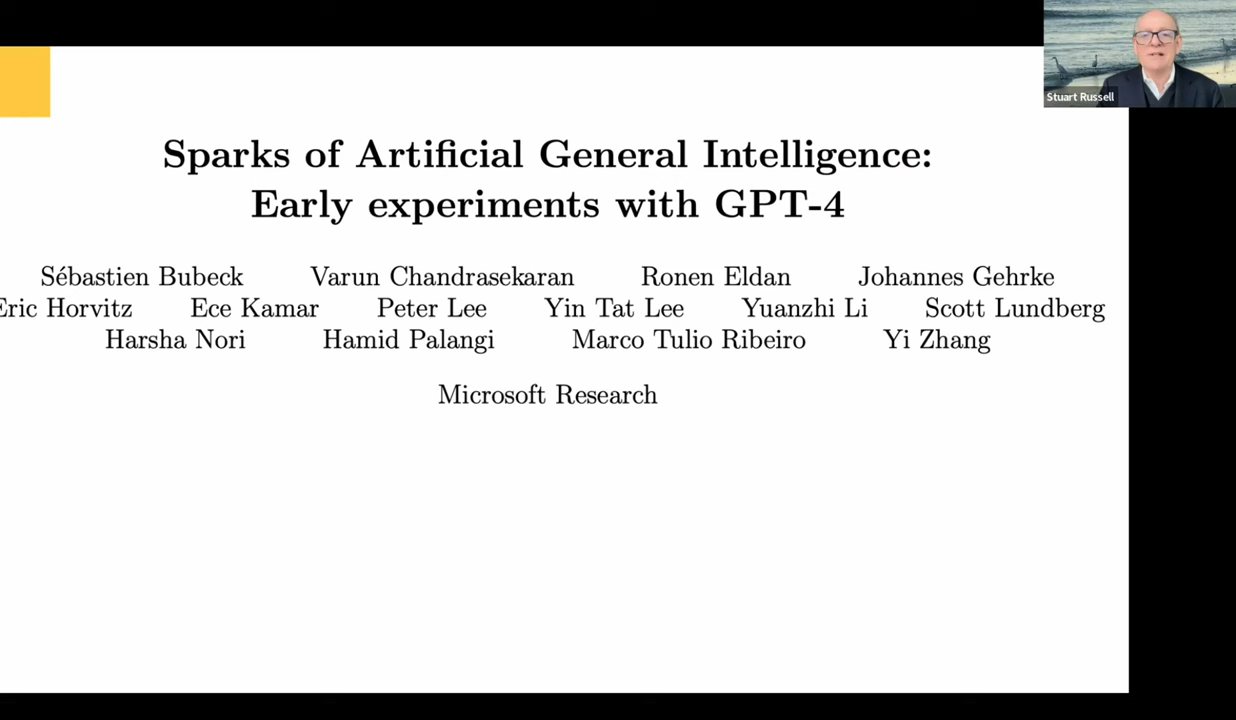 Stuart Russell
Sparks of Artificial General Intelligence:
Early experiments with GPT-4
Sébastien Bubeck Varun Chandrasekaran Ronen Eldan Johannes Gehrke
Eric Horvitz Ece Kamar Peter Lee Yin Tat Lee Yuanzhi Li Scott Lundberg
Harsha Nori Hamid Palangi Marco Tulio Ribeiro Yi Zhang
Microsoft Research